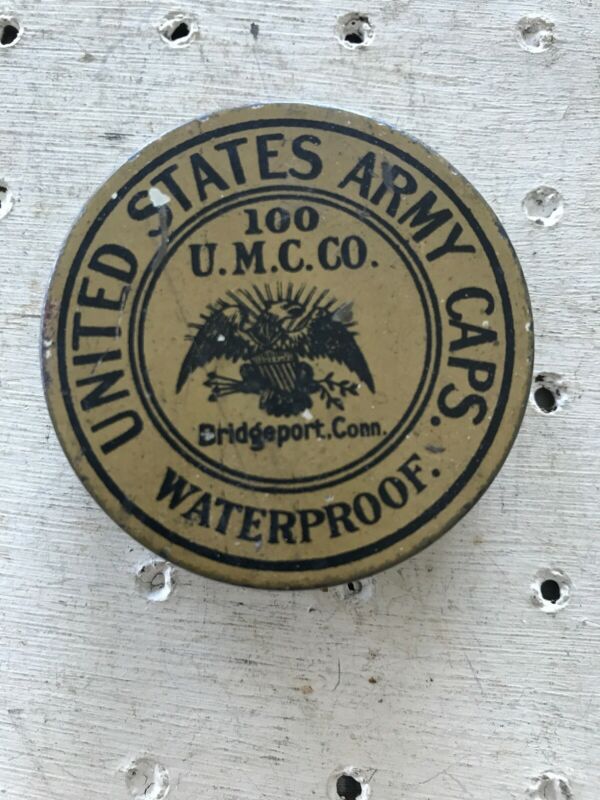 UNITED STATES ARMY CAPS.
100
U.M.C.CO.
Bridgeport,Conn.
WATERPROOF.